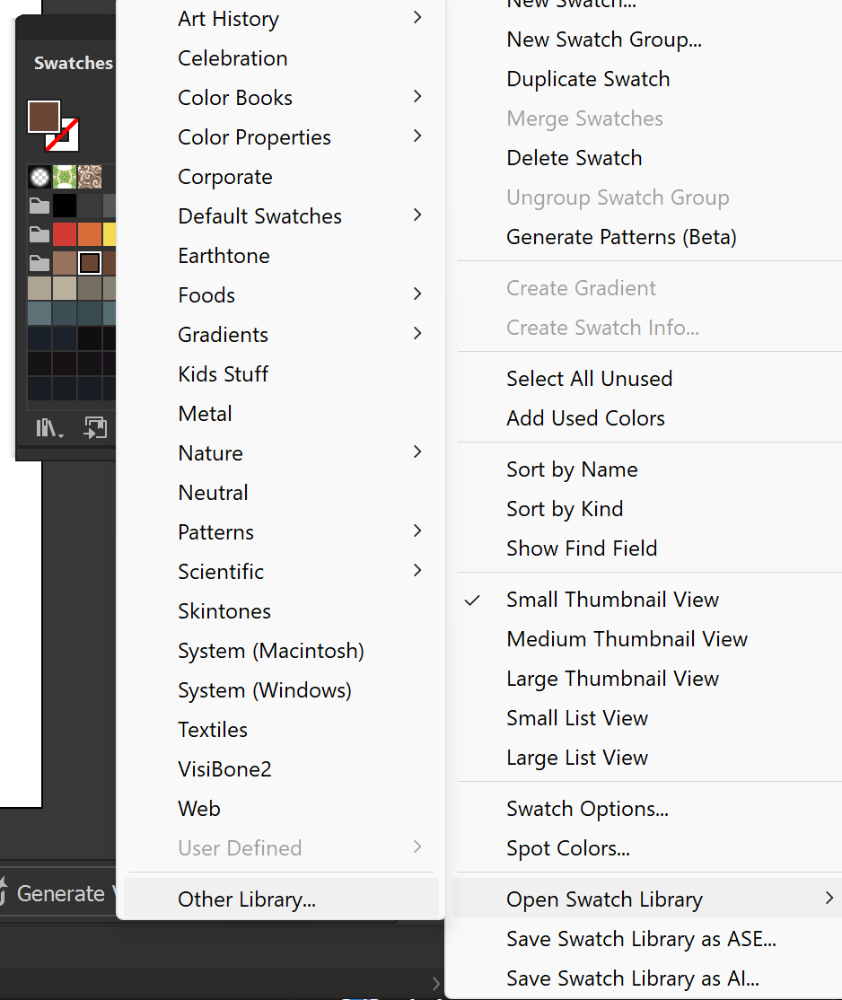 Swatches
Generate
Art History
Celebration
Color Books
Color Properties
Corporate
Default Swatches
Earthtone
Foods
Gradients
Kids Stuff
Metal
Nature
Neutral
Patterns
Scientific
Skintones
System (Macintosh)
System (Windows)
Textiles
VisiBone2
Web
User Defined
Other Library...
New Swatch...
New Swatch Group...
Duplicate Swatch
Merge Swatches
Delete Swatch
Ungroup Swatch Group
Generate Patterns (Beta)
Create Gradient
Create Swatch Info...
Select All Unused
Add Used Colors
Sort by Name
Sort by Kind
Show Find Field
Small Thumbnail View
Medium Thumbnail View
Large Thumbnail View
Small List View
Large List View
Swatch Options...
Spot Colors...
Open Swatch Library
Save Swatch Library as ASE...
Save Swatch Library as AI...